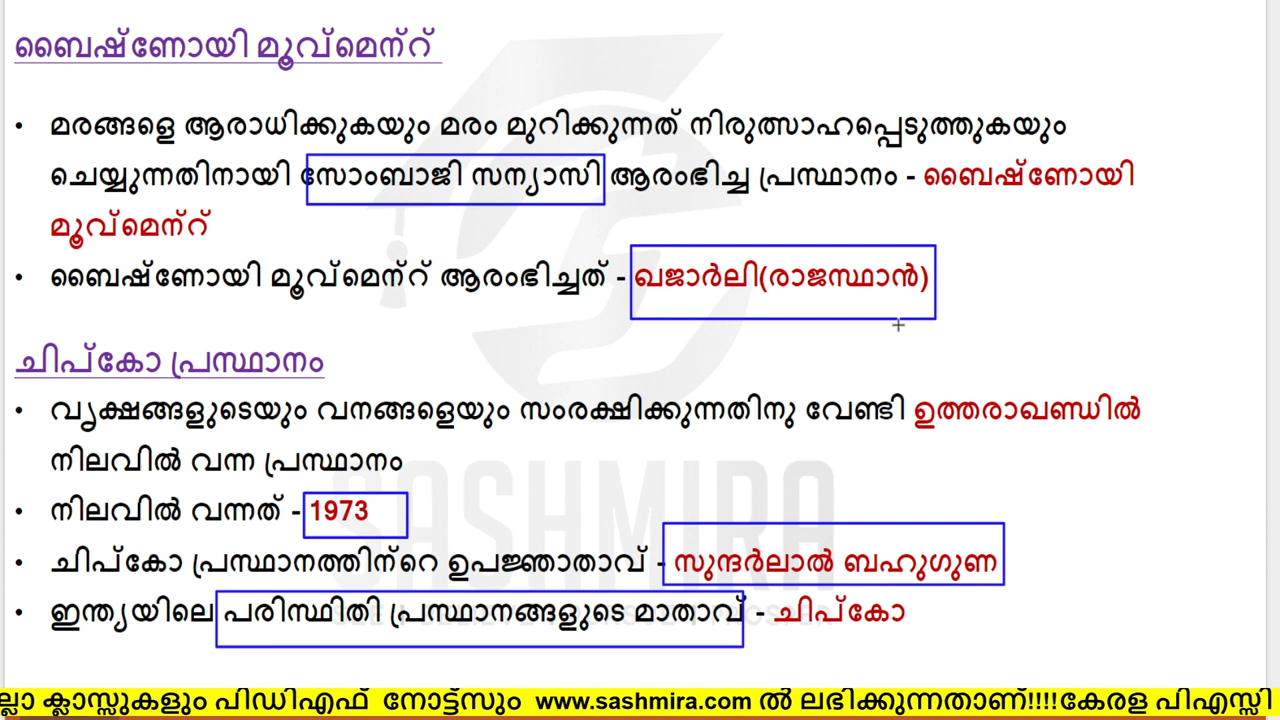 ബൈഷ്ണോയി മൂവ്മെന്റ്
• മരങ്ങളെ ആരാധിക്കുകയും മരം മുറിക്കുന്നത് നിരുത്സാഹപ്പെടുത്തുകയും
ചെയ്യുന്നതിനായി സോംബാജി സന്യാസി ആരംഭിച്ച പ്രസ്ഥാനം - ബൈഷ്ണോയി
മൂവ്മെന്റ്
• ബൈഷ്ണോയി മൂവ്മെന്റ് ആരംഭിച്ചത് - ഖജാർലി(രാജസ്ഥാൻ)
ചിപ്കോ പ്രസ്ഥാനം
• വൃക്ഷങ്ങളുടെയും വനങ്ങളെയും സംരക്ഷിക്കുന്നതിനു വേണ്ടി ഉത്തരാഖണ്ഡിൽ
നിലവിൽ വന്ന പ്രസ്ഥാനം
• നിലവിൽ വന്നത് - 1973
• ചിപ്കോ പ്രസ്ഥാനത്തിന്റെ ഉപജ്ഞാതാവ് - സുന്ദർലാൽ ബഹുഗുണ
• ഇന്ത്യയിലെ പരിസ്ഥിതി പ്രസ്ഥാനങ്ങളുടെ മാതാവ് - ചിപ്കോ
SASHMIRA
ല്ലാ ക്ലാസ്സുകളും പിഡിഎഫ് നോട്ട്സും www.sashmira.com ൽ ലഭിക്കുന്നതാണ്!!!!കേരള പിഎസ്സി